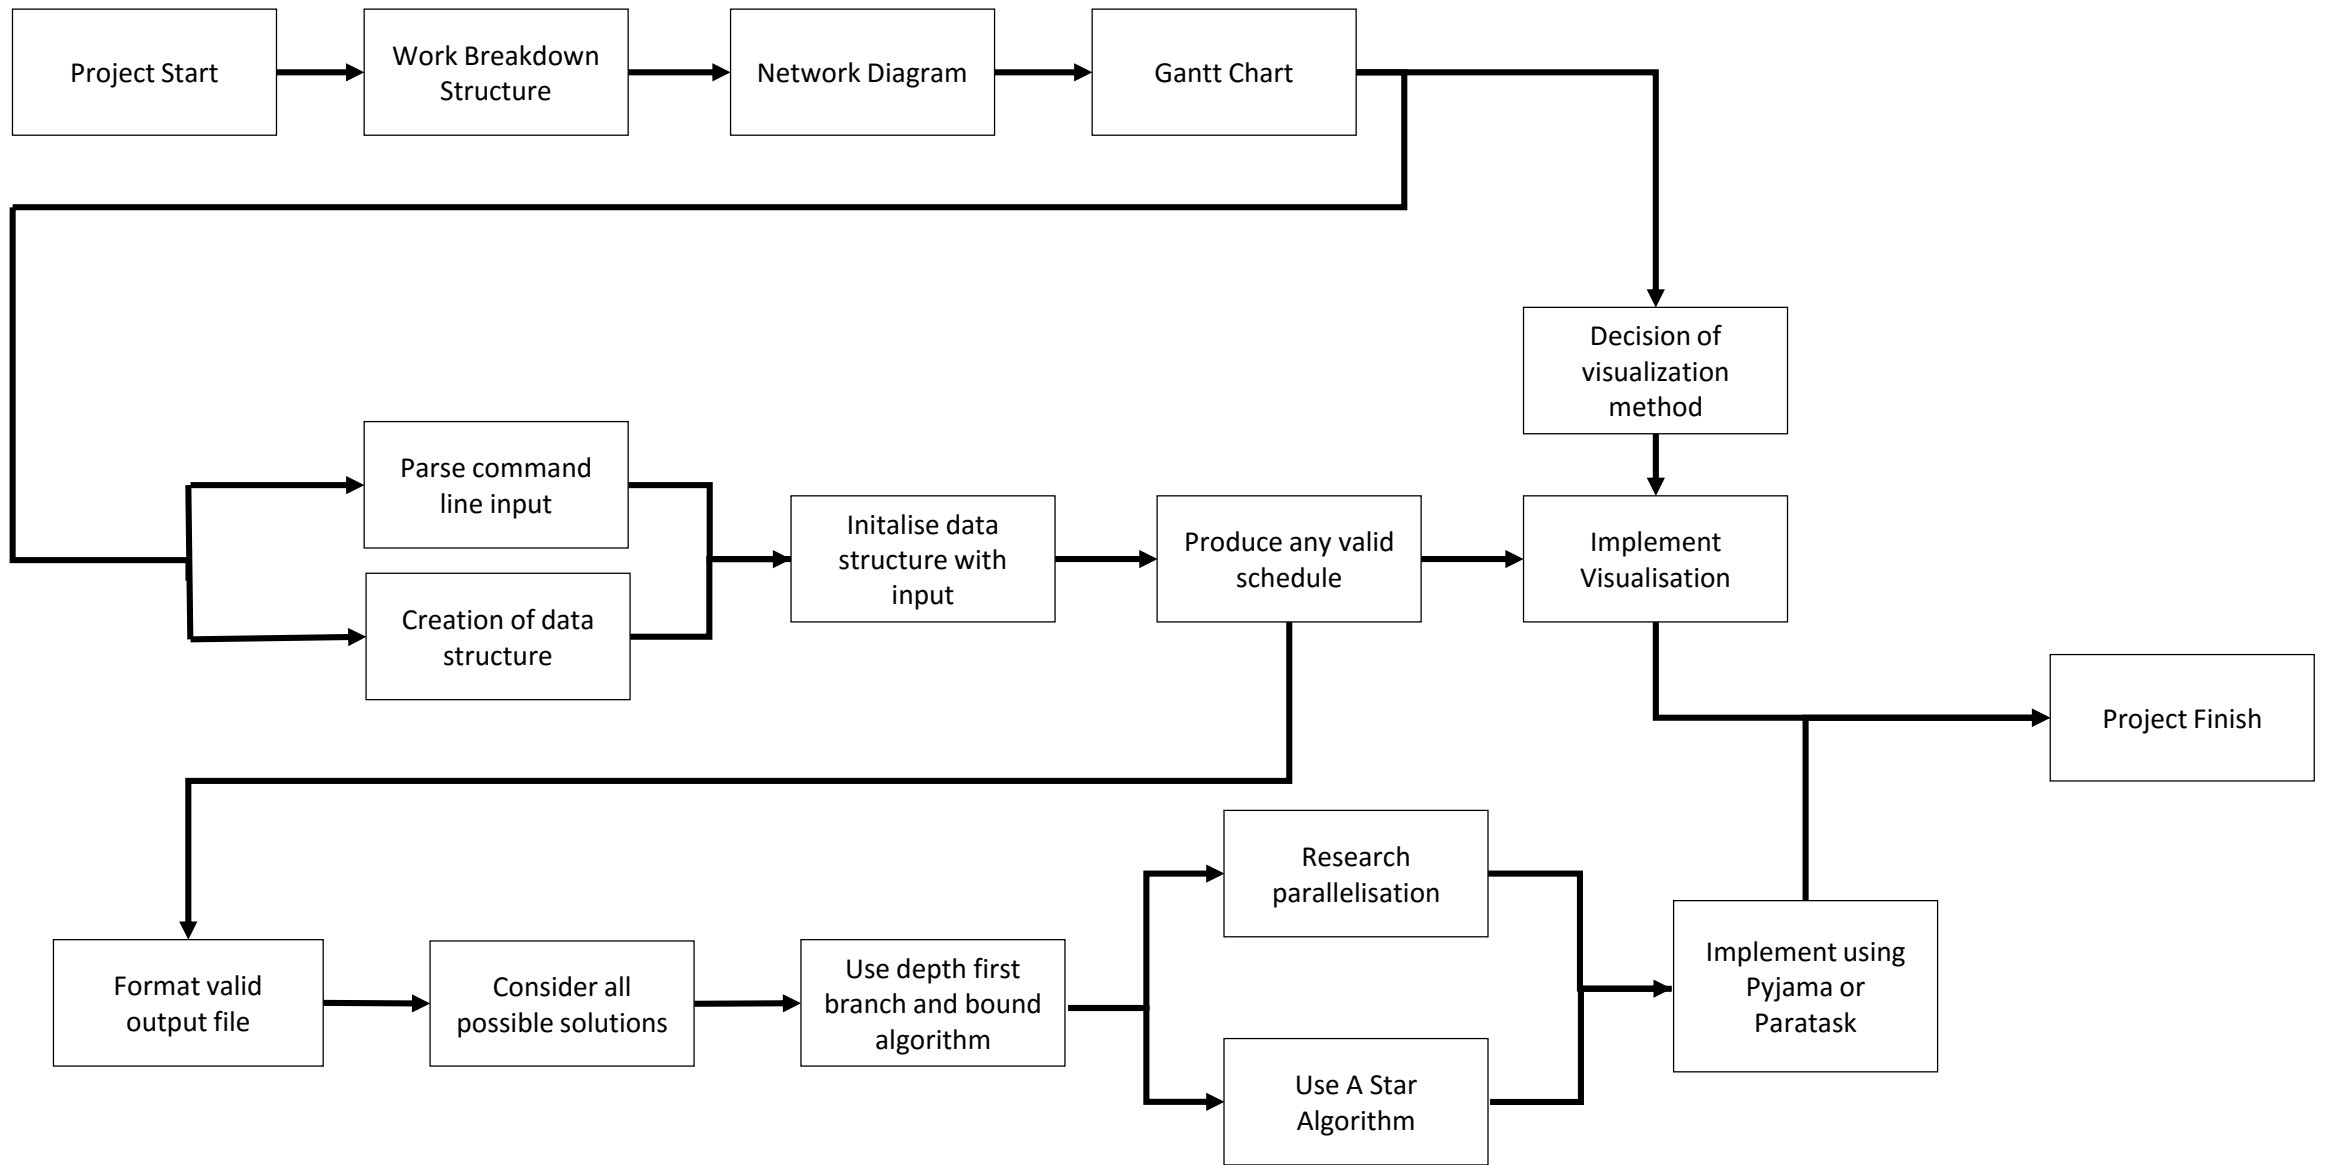 Project Start
Work Breakdown
Structure
Network Diagram
Gantt Chart
Decision of
visualization
method
Parse command
line input
Creation of data
structure
Initalise data
structure with
input
Produce any valid
schedule
Implement
Visualisation
Project Finish
Format valid
output file
Consider all
possible solutions
Use depth first
branch and bound
algorithm
Research
parallelisation
Use A Star
Algorithm
Implement using
Pyjama or
Paratask